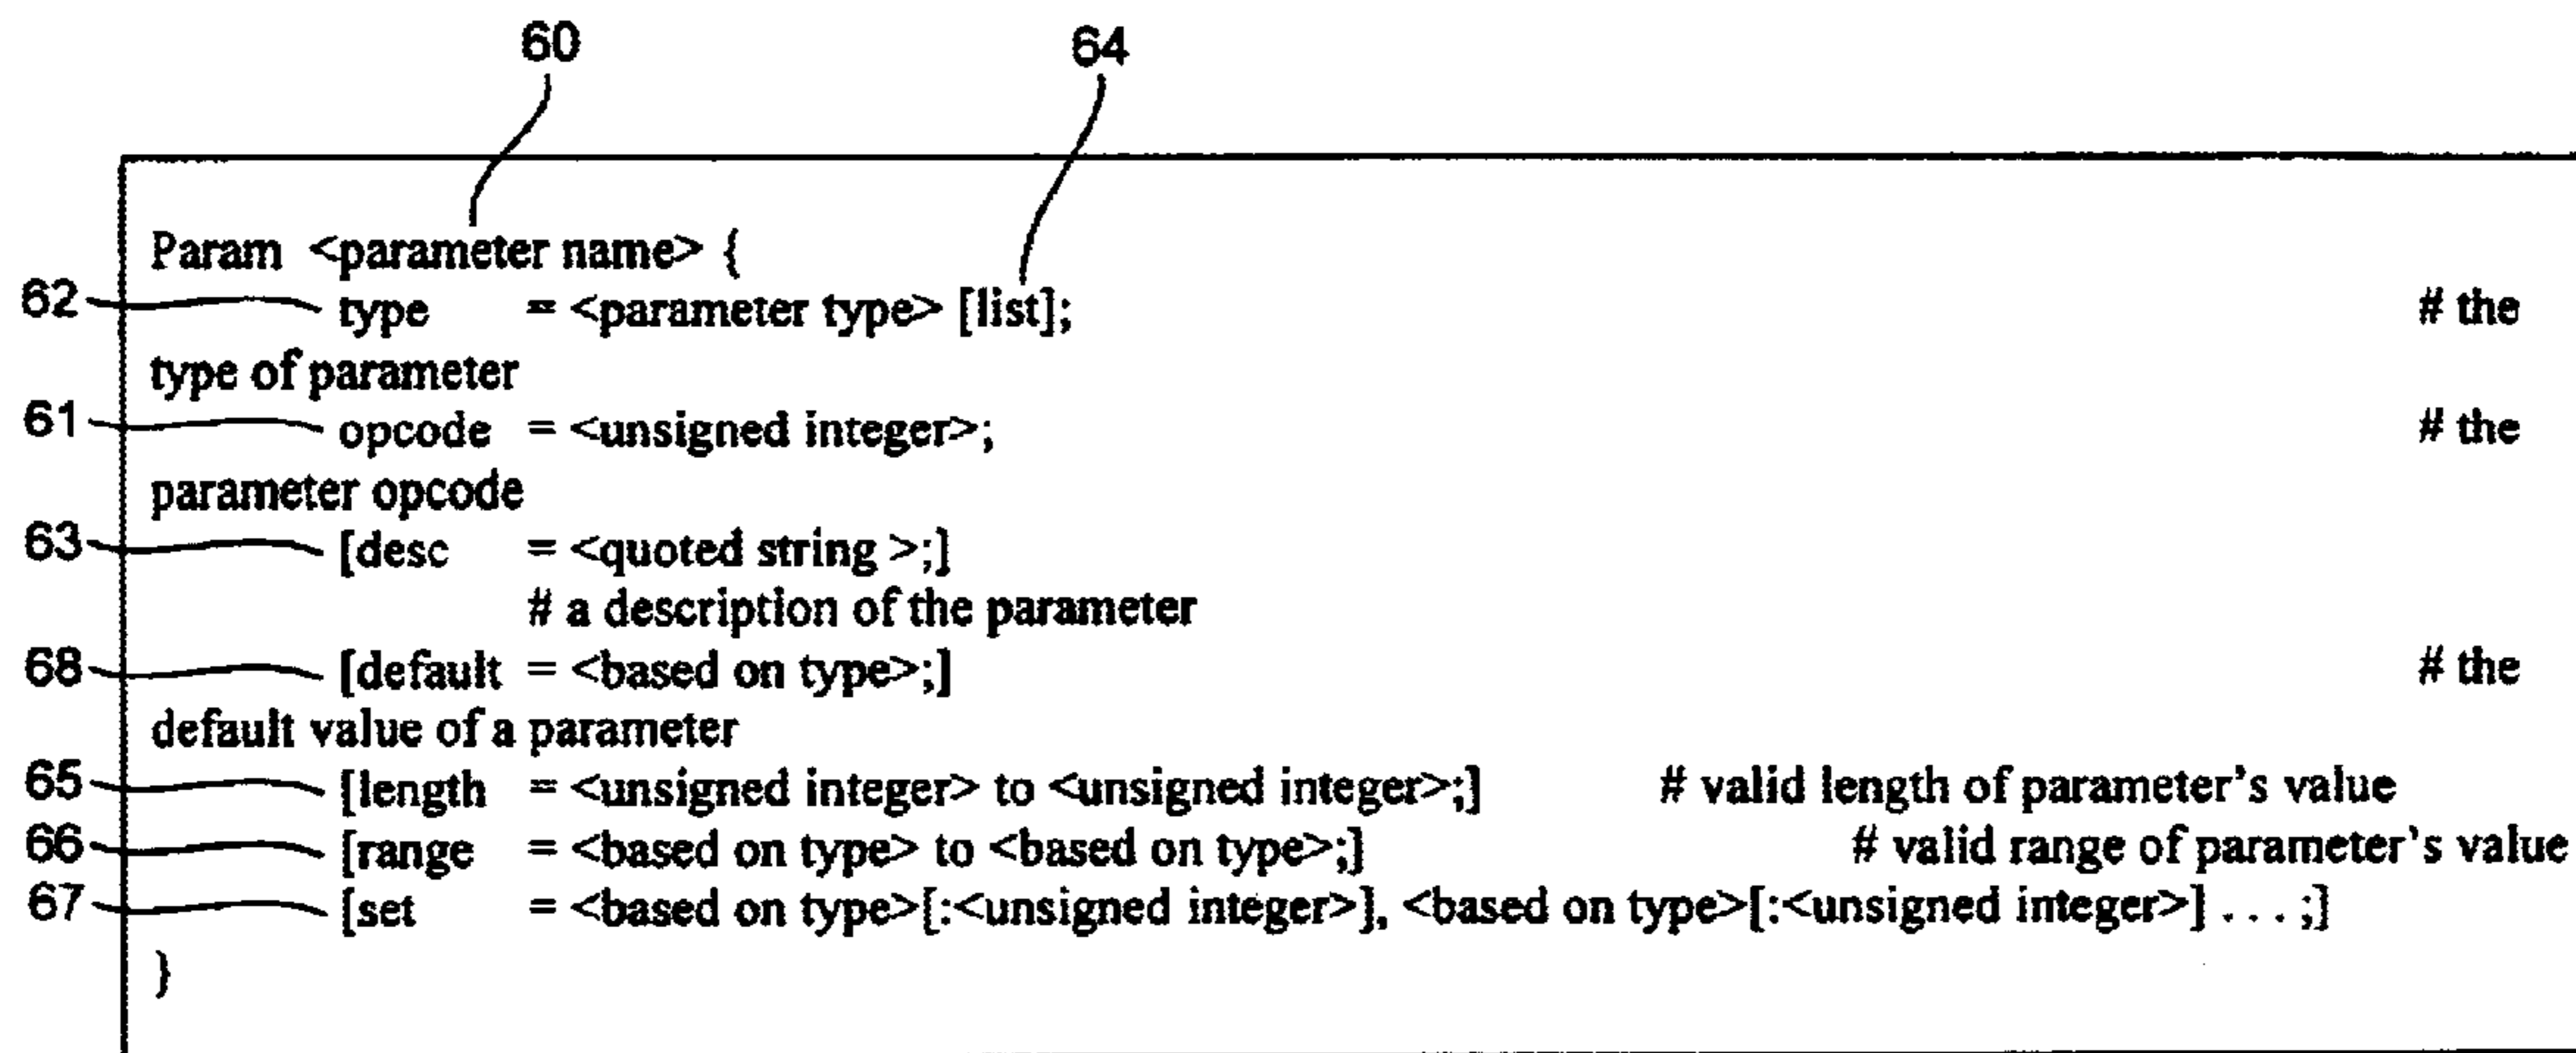 60 64
Param <parameter name> {
62 type = <parameter type> [list]; # the
type of parameter
61 opcode = <unsigned integer>; # the
parameter opcode
63 [desc = <quoted string >;]
# a description of the parameter
68 [default = <based on type>;] # the
default value of a parameter
65 [length = <unsigned integer> to <unsigned integer>;] # valid length of parameter's value
66 [range = <based on type> to <based on type>;] # valid range of parameter's value
67 [set = <based on type>[:<unsigned integer>], <based on type>[:<unsigned integer>] . . . ;]
}